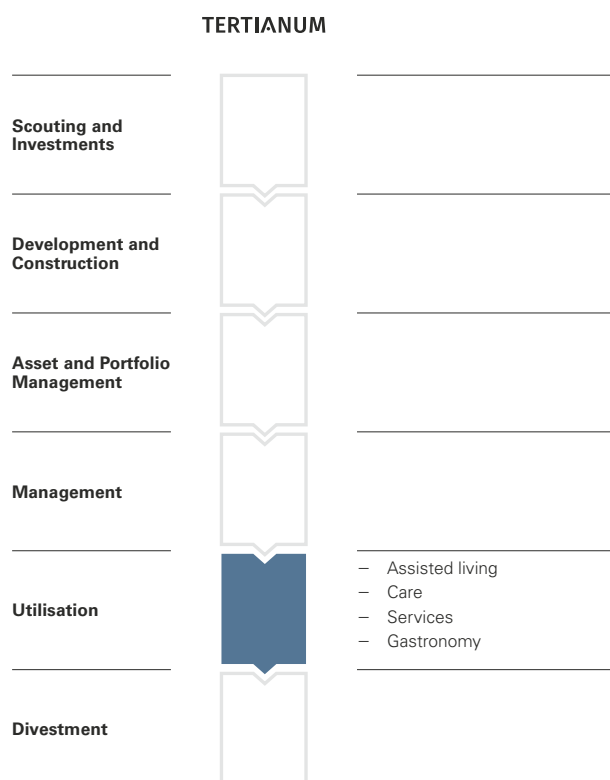 TERTIANUM
Scouting and
Investments
Development and
Construction
Asset and Portfolio
Management
Management
Utilisation
– Assisted living
– Care
– Services
– Gastronomy
Divestment